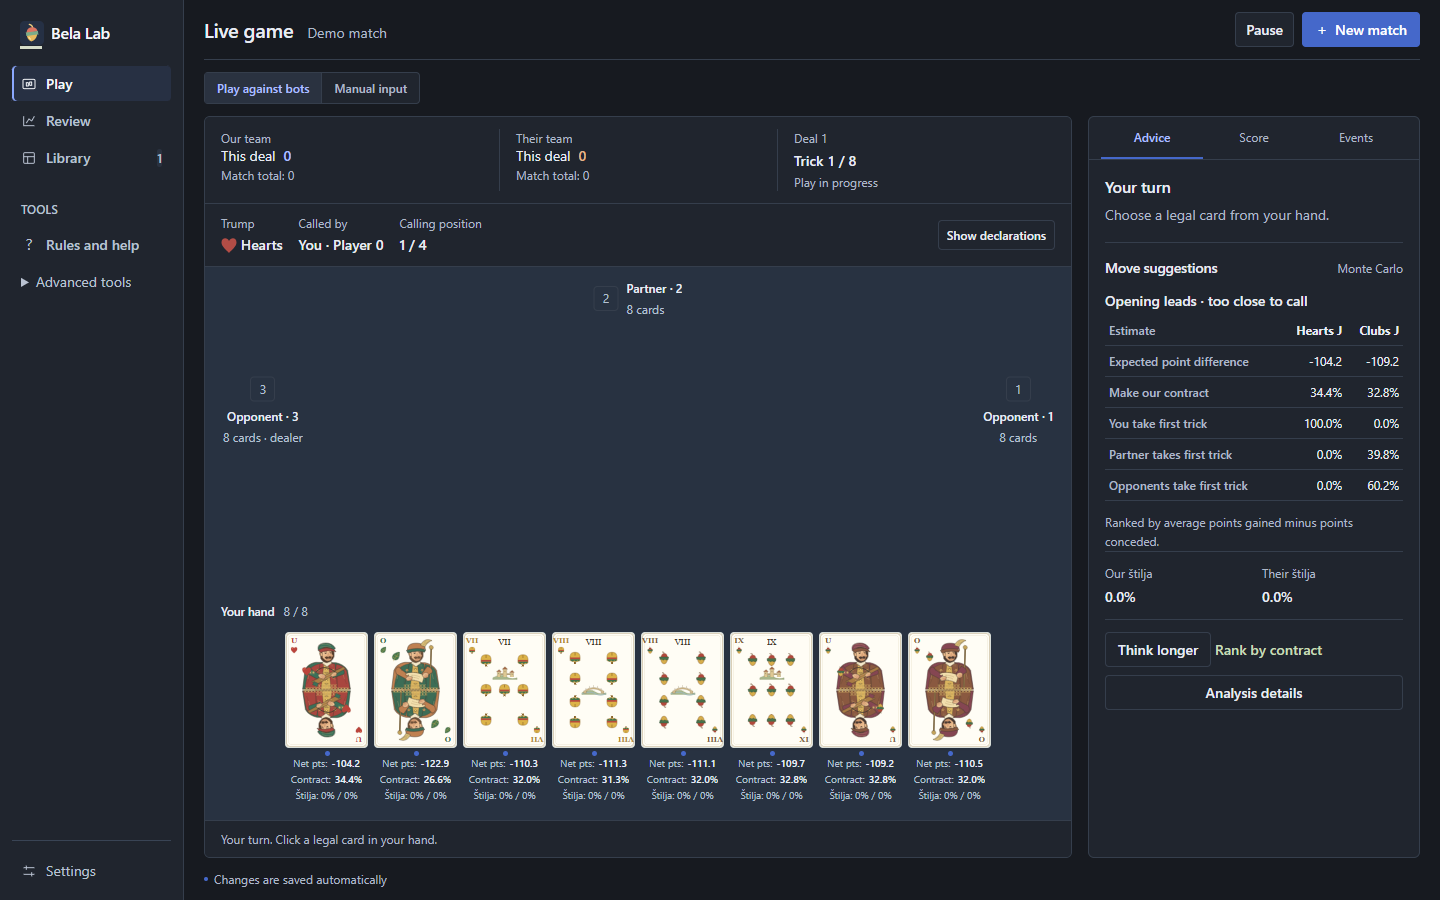 Bela Lab
Play
Review
Library 1
TOOLS
? Rules and help
Advanced tools
Settings
Live game Demo match
Pause
+ New match
Play against bots
Manual input
Our team
This deal 0
Match total: 0
Their team
This deal 0
Match total: 0
Deal 1
Trick 1 / 8
Play in progress
Trump
Hearts
Called by
You · Player 0
Calling position
1 / 4
Show declarations
2
Partner · 2
8 cards
3
Opponent · 3
8 cards · dealer
1
Opponent · 1
8 cards
Your hand 8 / 8
U
U
O
O
VII VII
VII
VIII VIII
VIII
VIII VIII
VIII
IX IX
IX
U
U
O
O
Net pts: -104.2
Contract: 34.4%
Štilja: 0% / 0%
Net pts: -122.9
Contract: 26.6%
Štilja: 0% / 0%
Net pts: -110.3
Contract: 32.0%
Štilja: 0% / 0%
Net pts: -111.3
Contract: 31.3%
Štilja: 0% / 0%
Net pts: -111.1
Contract: 32.0%
Štilja: 0% / 0%
Net pts: -109.7
Contract: 32.8%
Štilja: 0% / 0%
Net pts: -109.2
Contract: 32.8%
Štilja: 0% / 0%
Net pts: -110.5
Contract: 32.0%
Štilja: 0% / 0%
Your turn. Click a legal card in your hand.
Changes are saved automatically
Advice
Score
Events
Your turn
Choose a legal card from your hand.
Move suggestions Monte Carlo
Opening leads · too close to call
Estimate Hearts J Clubs J
Expected point difference -104.2 -109.2
Make our contract 34.4% 32.8%
You take first trick 100.0% 0.0%
Partner takes first trick 0.0% 39.8%
Opponents take first trick 0.0% 60.2%
Ranked by average points gained minus points
conceded.
Our štilja
0.0%
Their štilja
0.0%
Think longer
Rank by contract
Analysis details